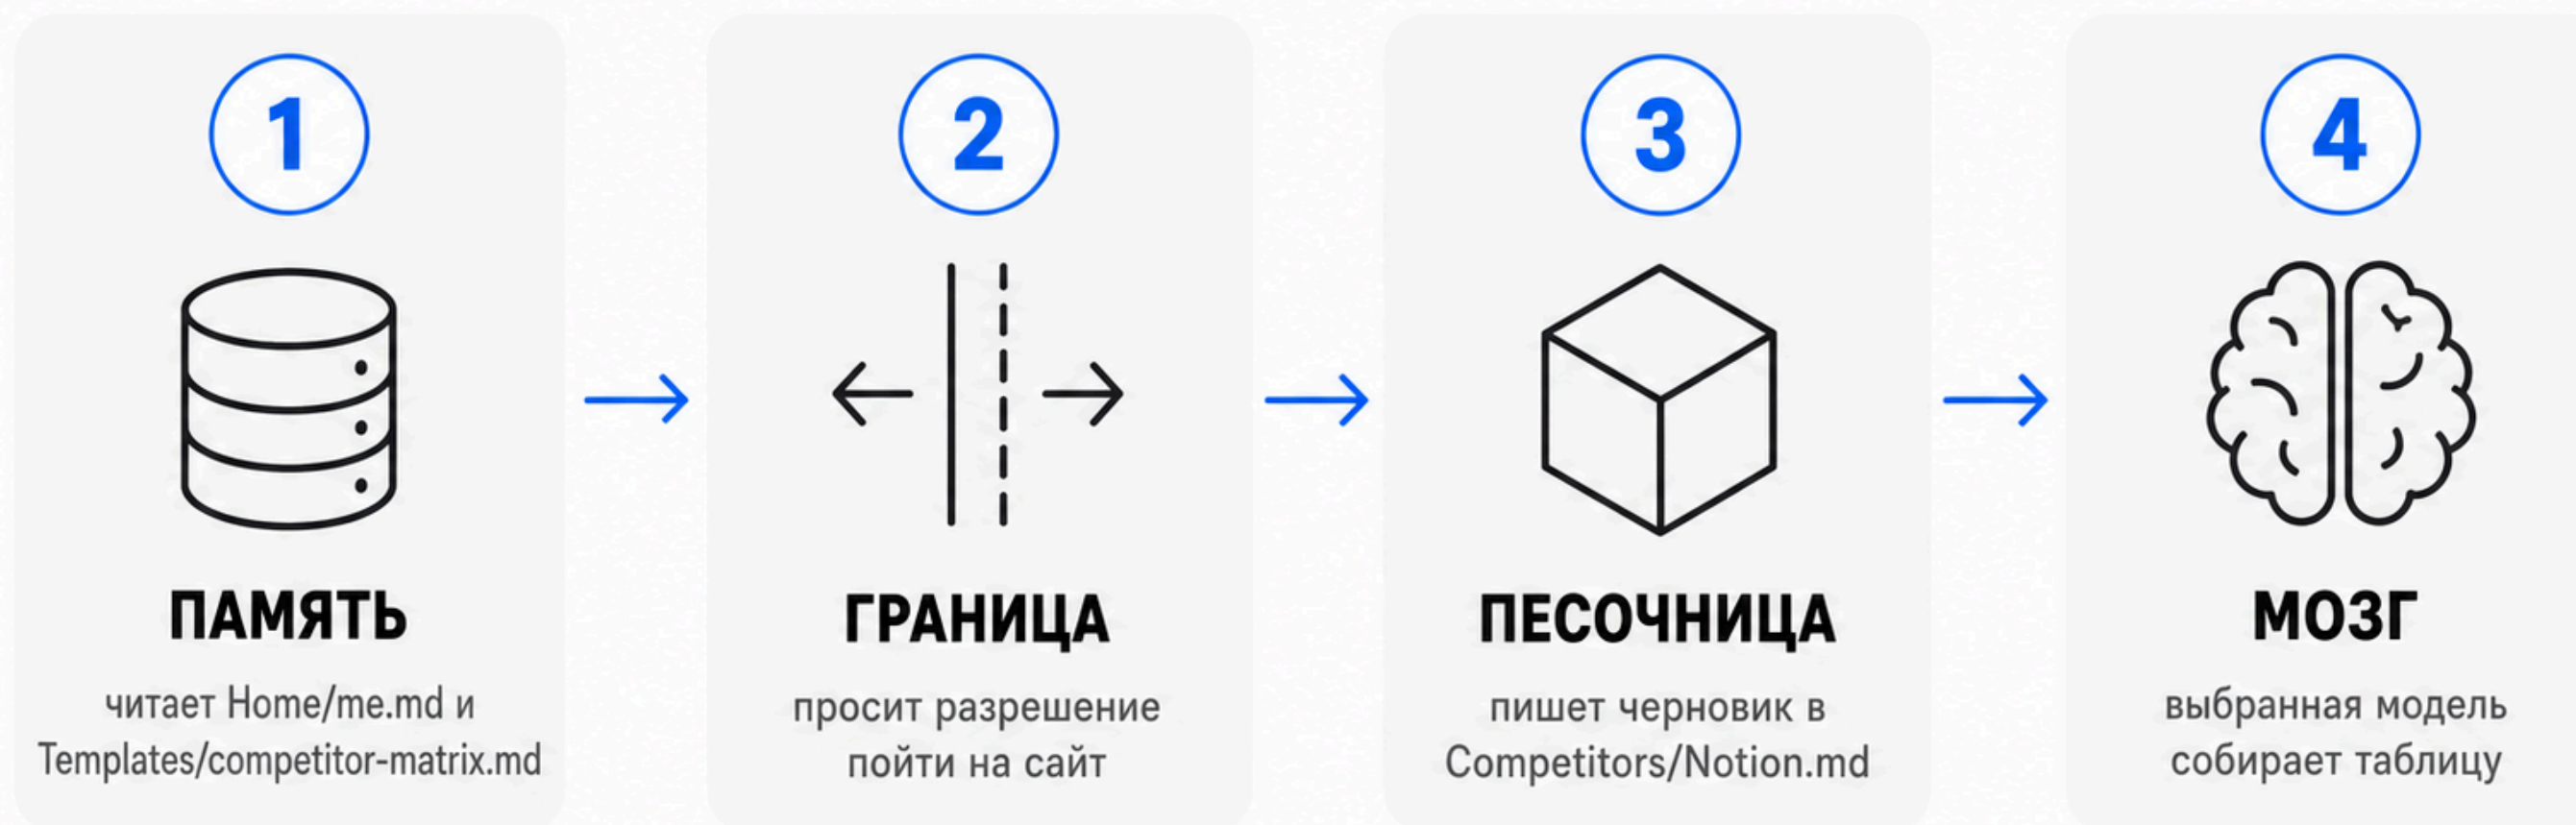 1
ПАМЯТЬ
читает Home/me.md и
Templates/competitor-matrix.md
2
ГРАНИЦА
просит разрешение
пойти на сайт
3
ПЕСОЧНИЦА
пишет черновик в
Competitors/Notion.md
4
МОЗГ
выбранная модель
собирает таблицу